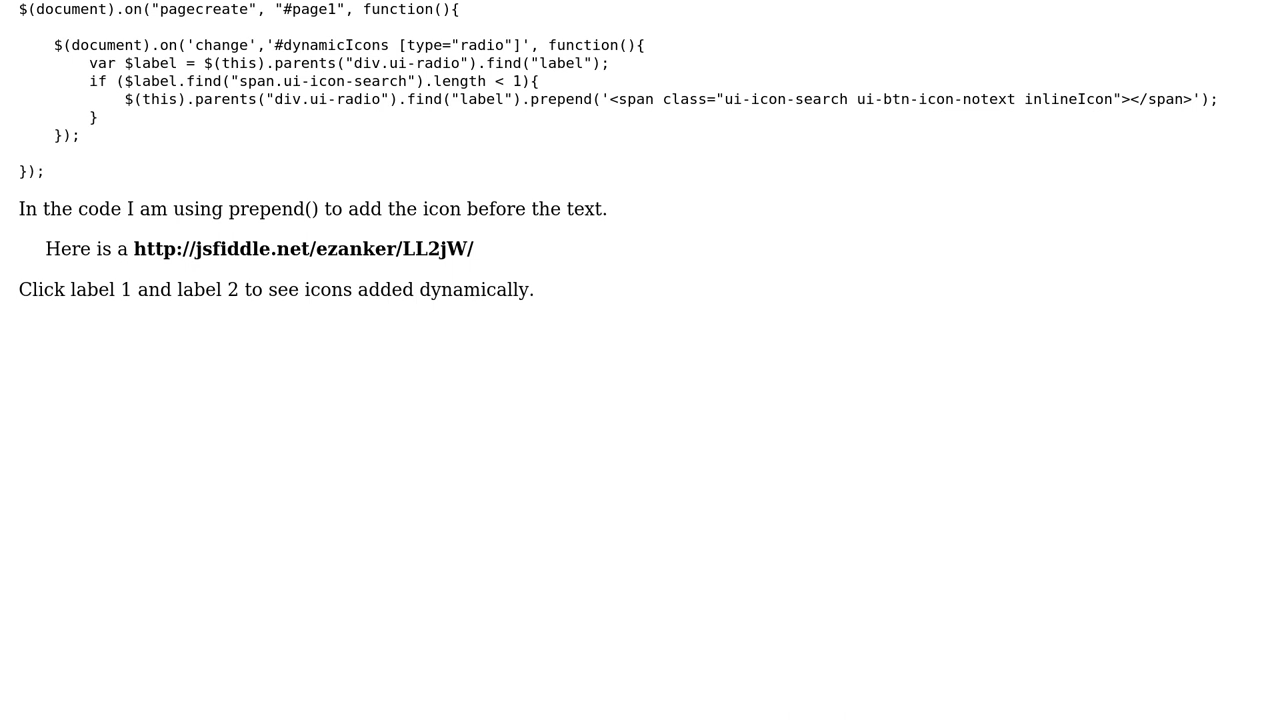 $(document).on("pagecreate", "#page1", function(){
    $(document).on('change','#dynamicIcons [type="radio"]', function(){
        var $label = $(this).parents("div.ui-radio").find("label");
        if ($label.find("span.ui-icon-search").length < 1){
            $(this).parents("div.ui-radio").find("label").prepend('<span class="ui-icon-search ui-btn-icon-notext inlineIcon"></span>');
        }
    });
});
In the code I am using prepend() to add the icon before the text.
Here is a http://jsfiddle.net/ezanker/LL2jW/
Click label 1 and label 2 to see icons added dynamically.